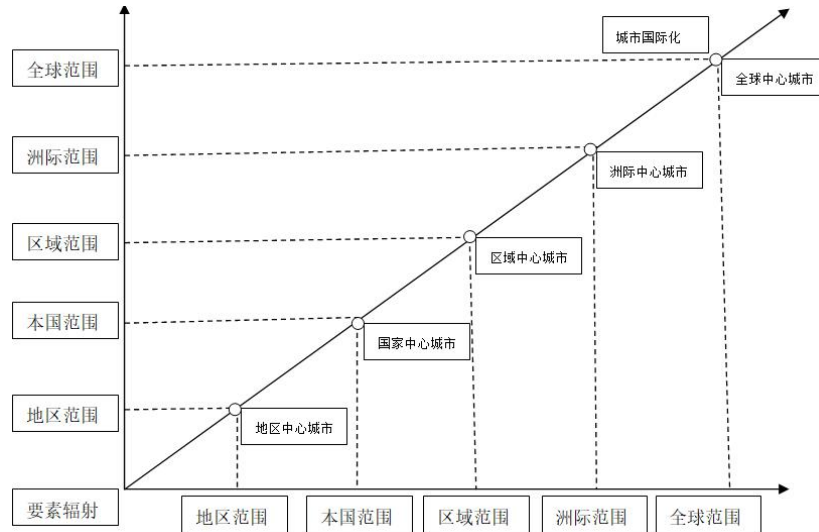 城市国际化
全球范围
全球中心城市
洲际范围
洲际中心城市
区域范围
区域中心城市
本国范围
国家中心城市
地区范围
地区中心城市
要素辐射
地区范围
本国范围
区域范围
洲际范围
全球范围